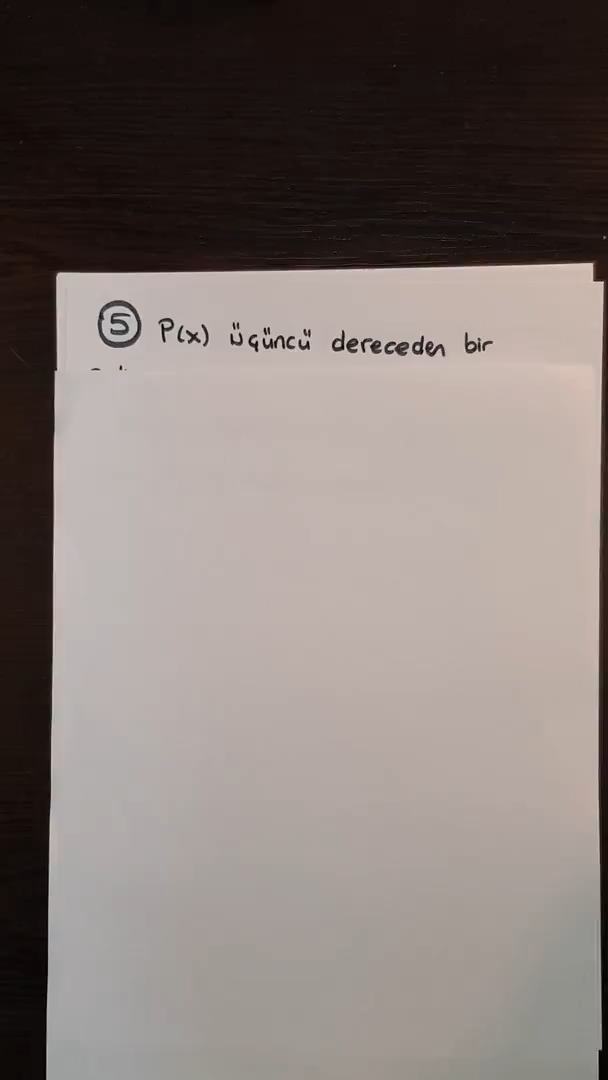 ⑤ P(x) üçüncü dereceden bir